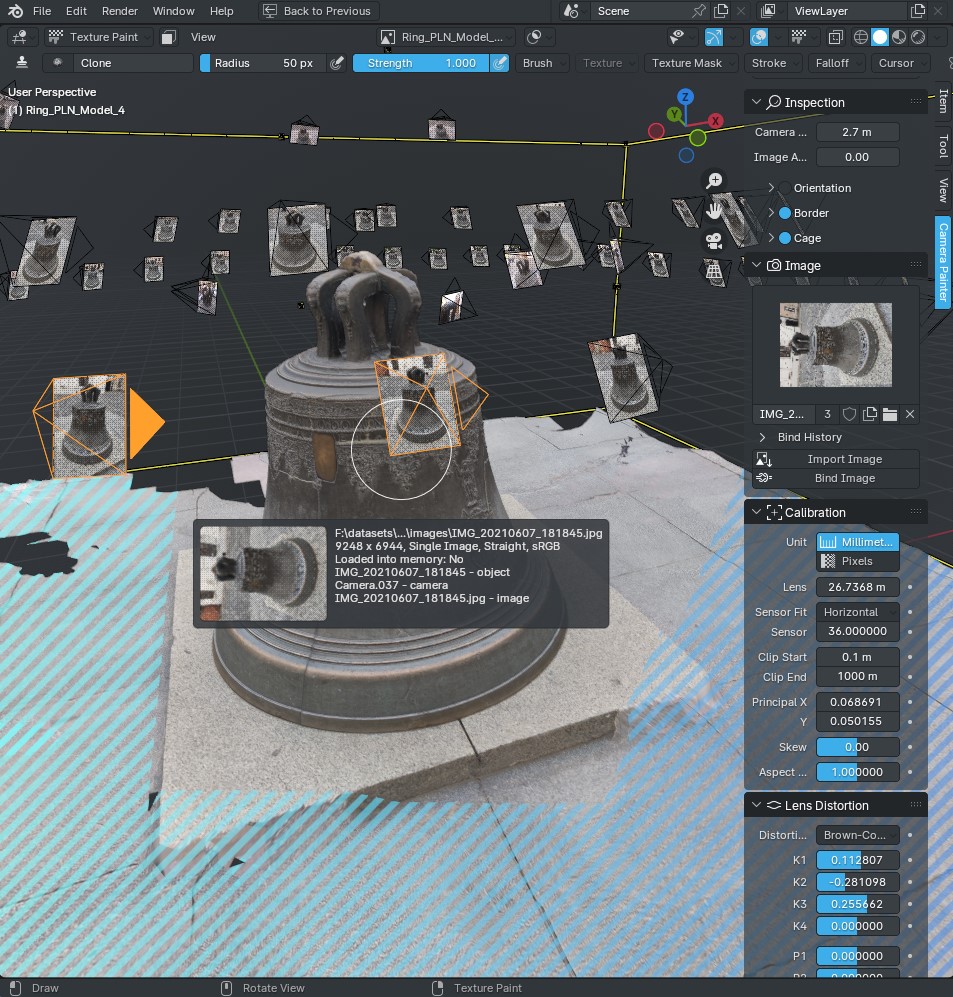 File Edit Render Window Help Back to Previous Scene ViewLayer
Texture Paint View Ring_PLN_Model_...
Clone Radius 50 px Strength 1.000 Brush Texture Texture Mask Stroke Falloff Cursor
User Perspective
(1) Ring_PLN_Model_4
Z
Y
X
Item
Tool
View
Camera Painter
Inspection
Camera ... 2.7 m
Image A... 0.00
Orientation
Border
Cage
Image
IMG_2... 3
Bind History
Import Image
Bind Image
F:\datasets\...\images\IMG_20210607_181845.jpg
9248 x 6944, Single Image, Straight, sRGB
Loaded into memory: No
IMG_20210607_181845 - object
Camera.037 - camera
IMG_20210607_181845.jpg - image
Calibration
Unit Millimet...
Pixels
Lens 26.7368 m
Sensor Fit Horizontal
Sensor 36.000000
Clip Start 0.1 m
Clip End 1000 m
Principal X 0.068691
Y 0.050155
Skew 0.00
Aspect ... 1.000000
Lens Distortion
Distorti... Brown-Co...
K1 0.112807
K2 -0.281098
K3 0.255662
K4 0.000000
P1 0.000000
P2 0.000000
Draw Rotate View Texture Paint